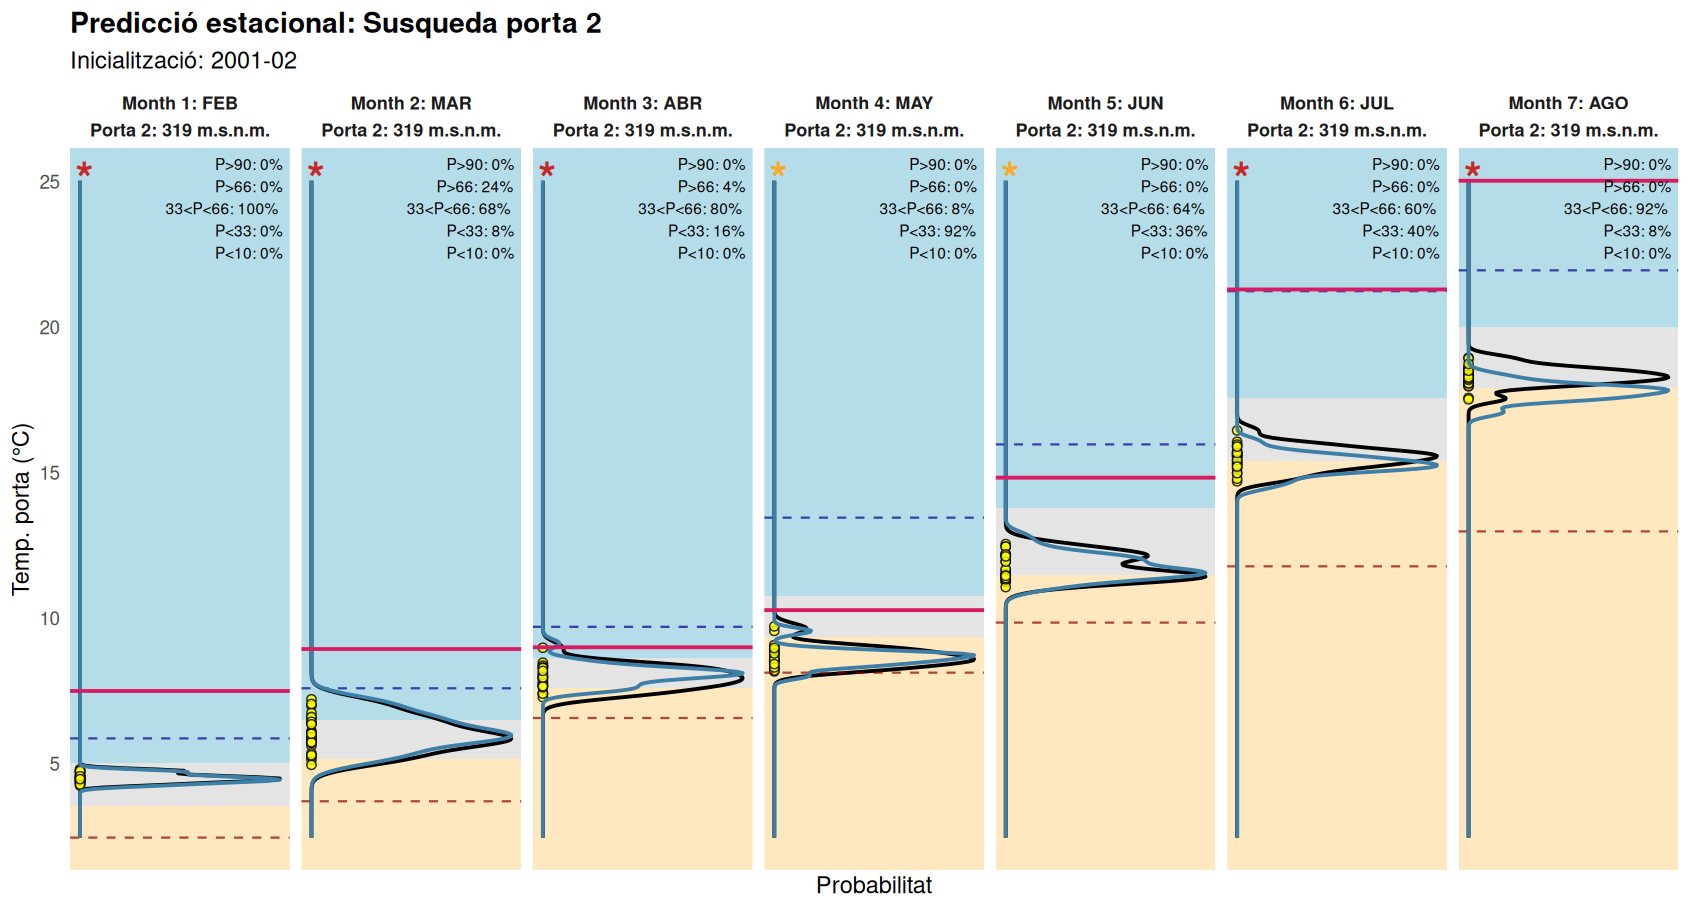 Predicció estacional: Susqueda porta 2
Inicialització: 2001-02
Month 1: FEB
Porta 2: 319 m.s.n.m.
Month 2: MAR
Porta 2: 319 m.s.n.m.
Month 3: ABR
Porta 2: 319 m.s.n.m.
Month 4: MAY
Porta 2: 319 m.s.n.m.
Month 5: JUN
Porta 2: 319 m.s.n.m.
Month 6: JUL
Porta 2: 319 m.s.n.m.
Month 7: AGO
Porta 2: 319 m.s.n.m.
*
P>90: 0%
P>66: 0%
33<P<66: 100%
P<33: 0%
P<10: 0%
*
P>90: 0%
P>66: 24%
33<P<66: 68%
P<33: 8%
P<10: 0%
*
P>90: 0%
P>66: 4%
33<P<66: 80%
P<33: 16%
P<10: 0%
*
P>90: 0%
P>66: 0%
33<P<66: 8%
P<33: 92%
P<10: 0%
*
P>90: 0%
P>66: 0%
33<P<66: 64%
P<33: 36%
P<10: 0%
*
P>90: 0%
P>66: 0%
33<P<66: 60%
P<33: 40%
P<10: 0%
*
P>90: 0%
P>66: 0%
33<P<66: 92%
P<33: 8%
P<10: 0%
25
20
15
10
5
Temp. porta (°C)
Probabilitat